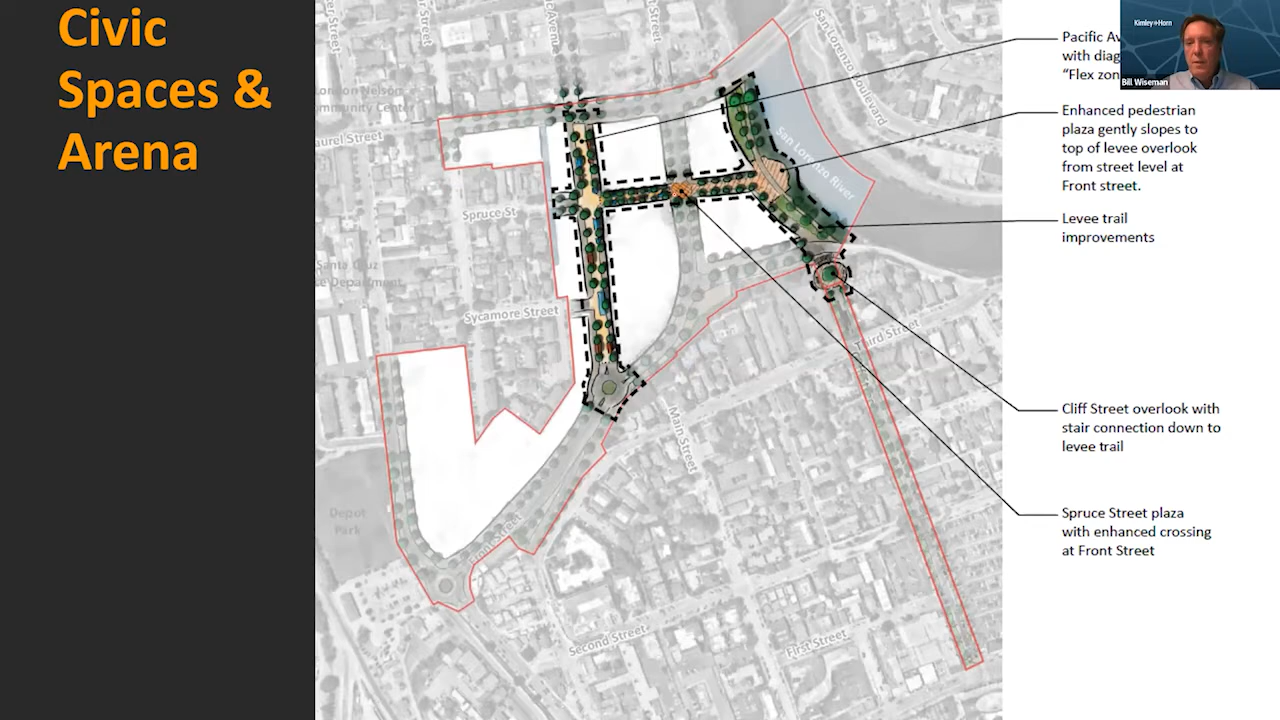 Civic
Spaces &
Arena
Pacific
with
"Flex
Enhanced pedestrian
plaza gently slopes to
top of levee overlook
from street level at
Front street.
Levee trail
improvements
Cliff Street overlook with
stair connection down to
levee trail
Spruce Street plaza
with enhanced crossing
at Front Street
Kimley»Horn
Bill Wiseman
San Lorenzo Boulevard
San Lorenzo River
Community Center
Laurel Street
Spruce St
Santa Cruz
Department
Sycamore Street
Third Street
Main Street
Depot
Park
Front Street
Second Street
First Street